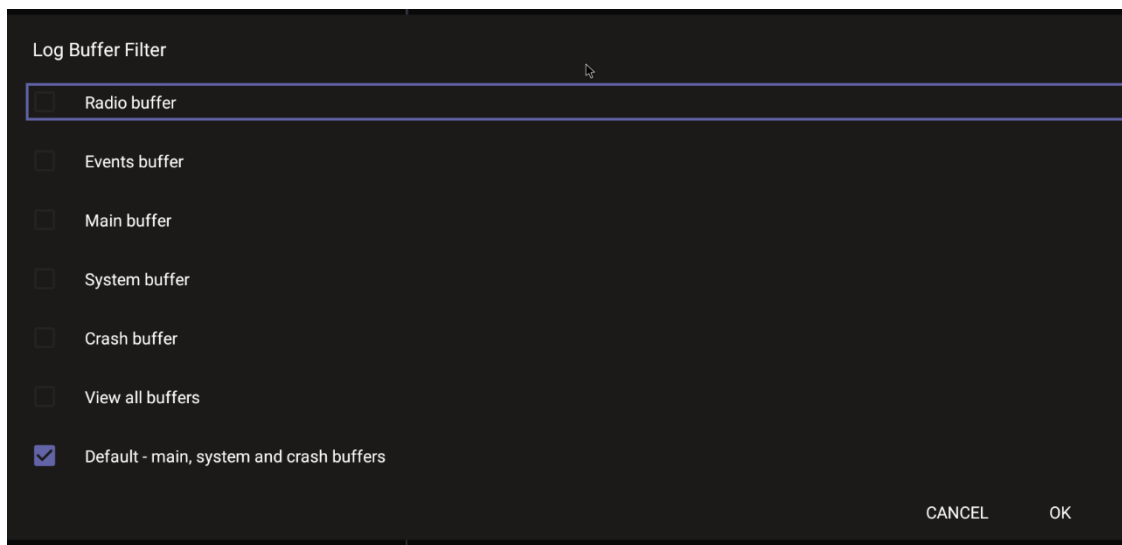 Log Buffer Filter
Radio buffer
Events buffer
Main buffer
System buffer
Crash buffer
View all buffers
Default - main, system and crash buffers
CANCEL OK